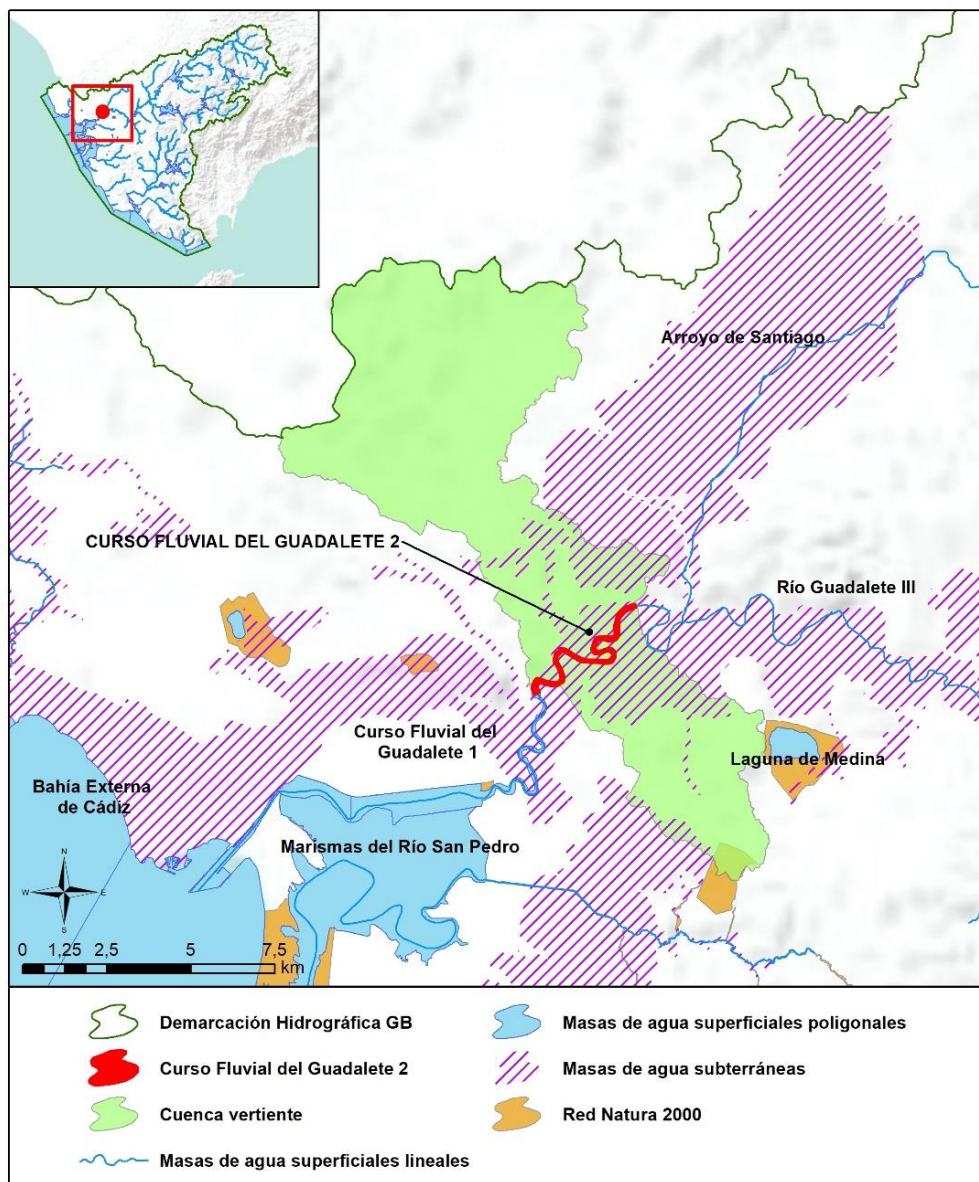 Arroyo de Santiago
CURSO FLUVIAL DEL GUADALETE 2
Río Guadalete III
Curso Fluvial del
Guadalete 1
Laguna de Medina
Bahía Externa
de Cádiz
Marismas del Río San Pedro
N
W E
S
0 1,25 2,5 5 7,5
km
Demarcación Hidrográfica GB
Masas de agua superficiales poligonales
Curso Fluvial del Guadalete 2
Masas de agua subterráneas
Cuenca vertiente
Red Natura 2000
Masas de agua superficiales lineales